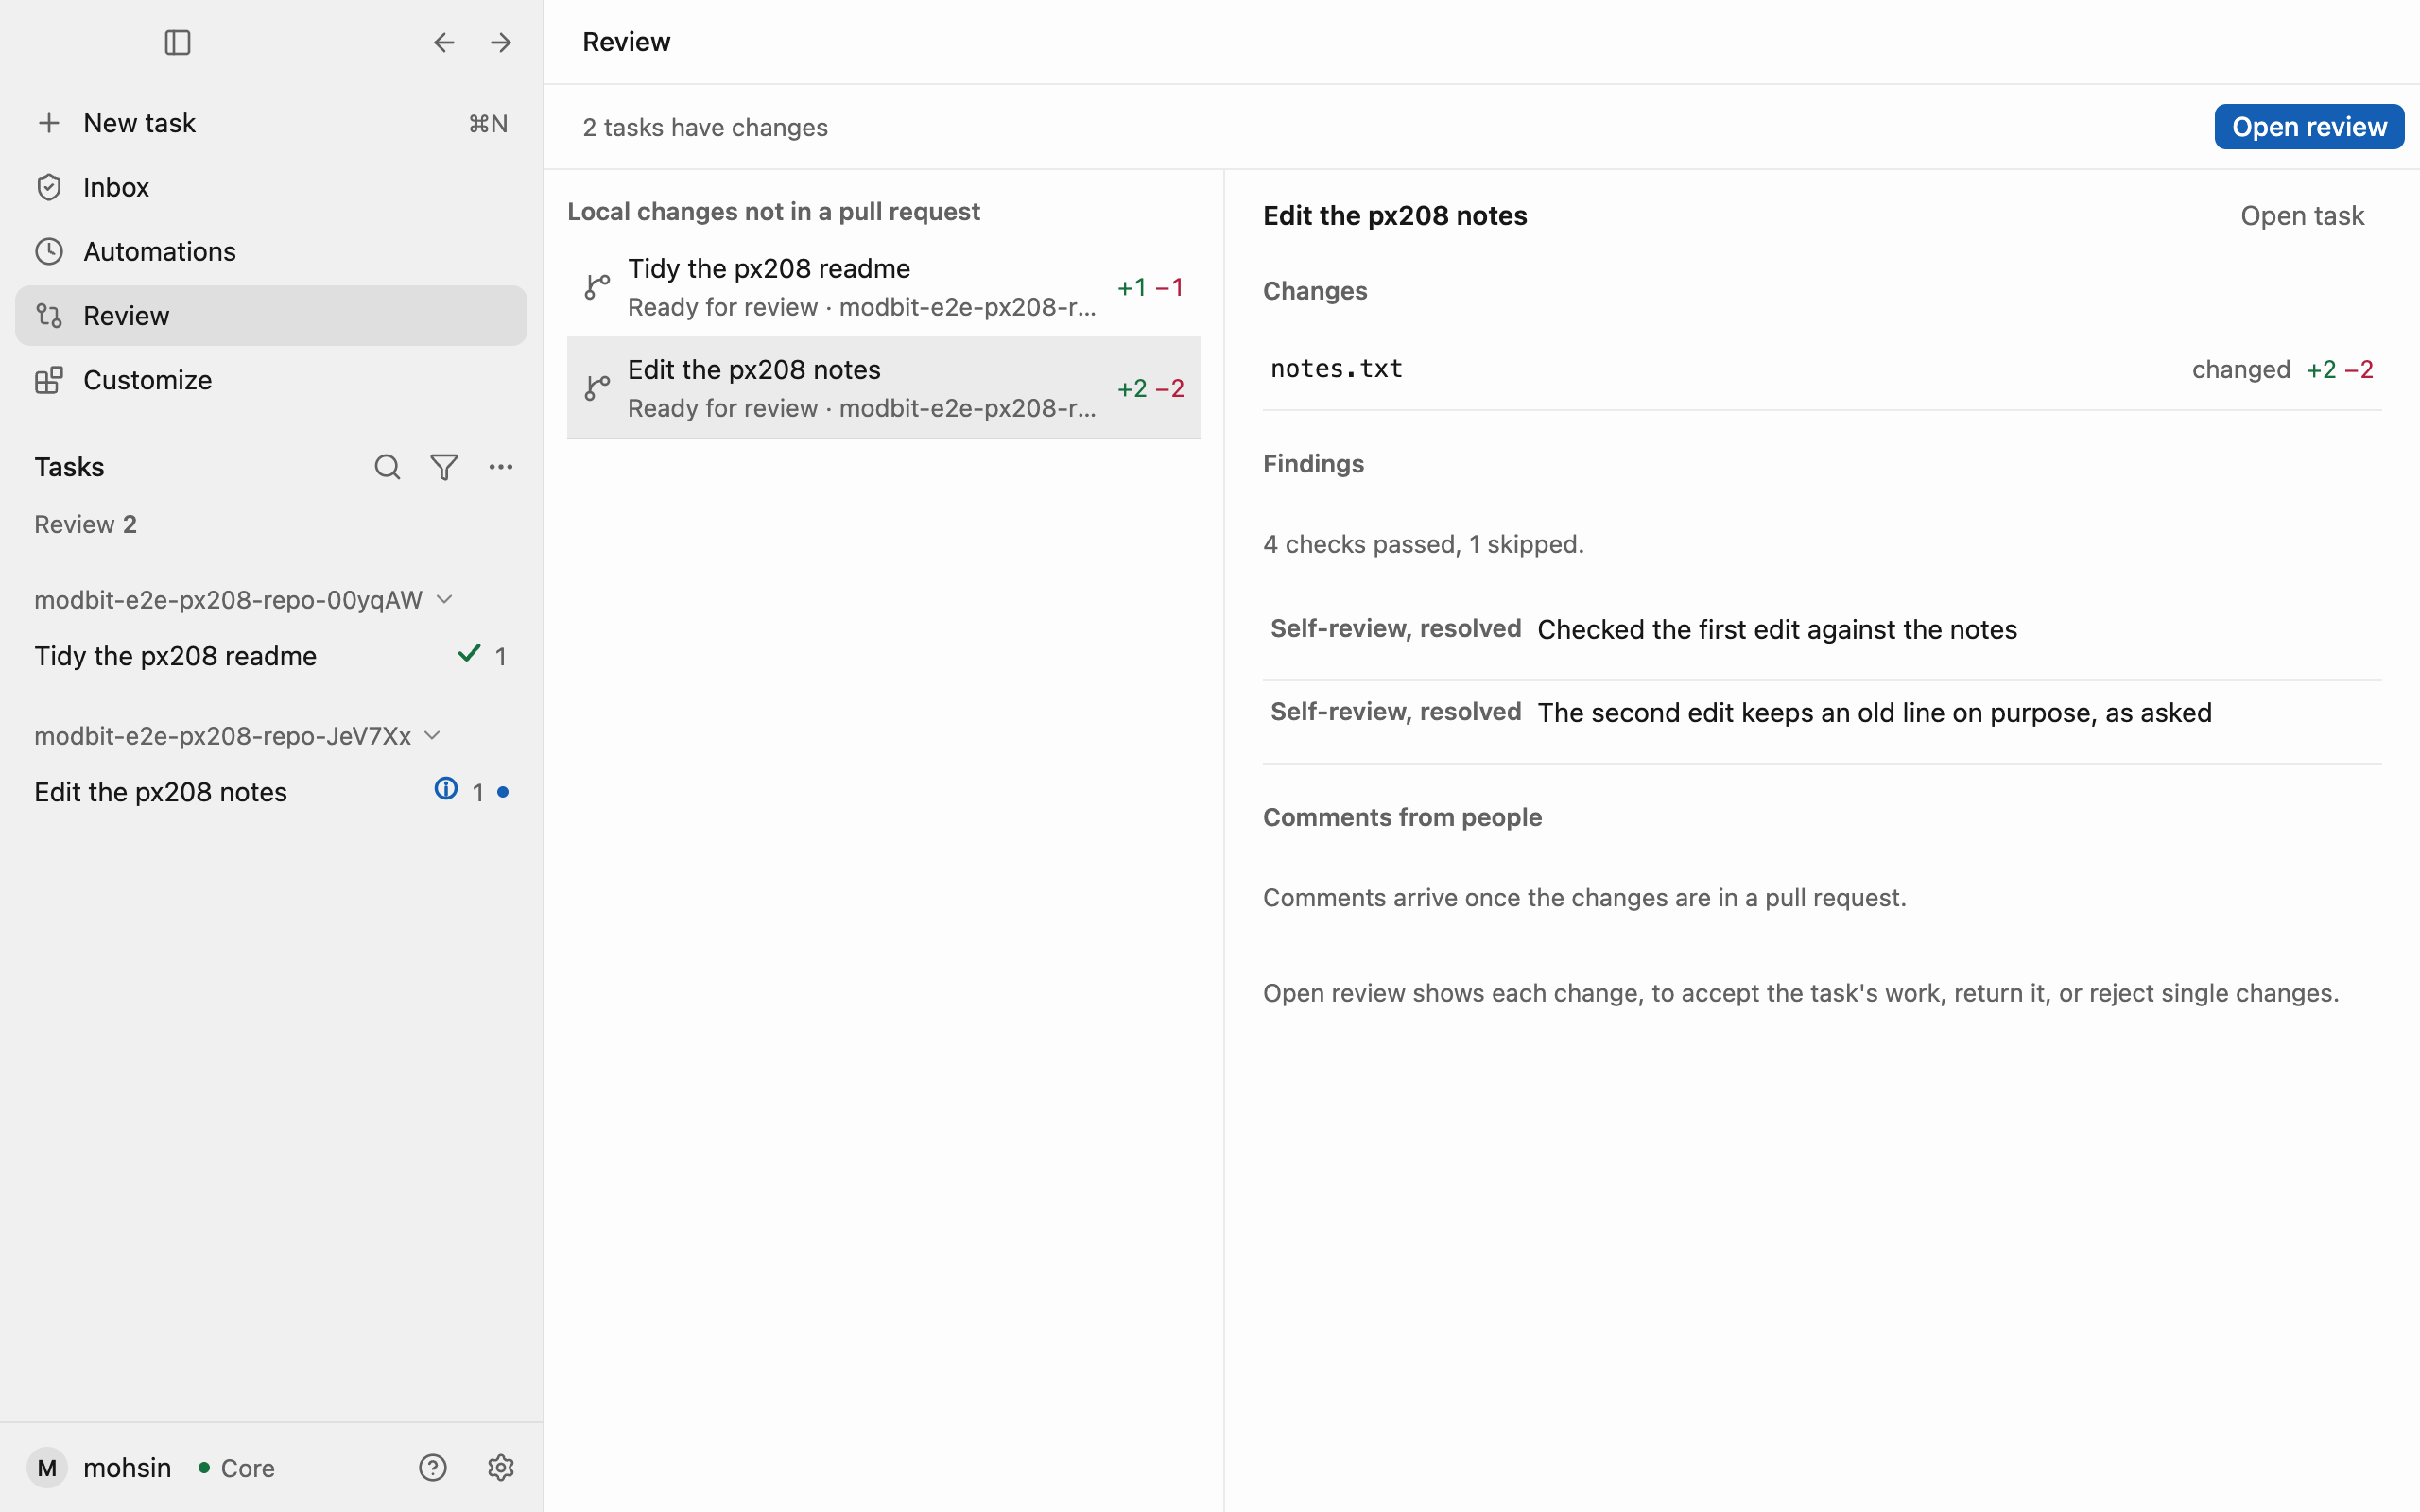 Review
New task ⌘N
Inbox
Automations
Review
Customize
Tasks
Review 2
modbit-e2e-px208-repo-00yqAW
Tidy the px208 readme 1
modbit-e2e-px208-repo-JeV7Xx
Edit the px208 notes 1
M mohsin Core
2 tasks have changes Open review
Local changes not in a pull request
Tidy the px208 readme
Ready for review · modbit-e2e-px208-r... +1 −1
Edit the px208 notes
Ready for review · modbit-e2e-px208-r... +2 −2
Edit the px208 notes Open task
Changes
notes.txt changed +2 −2
Findings
4 checks passed, 1 skipped.
Self-review, resolved Checked the first edit against the notes
Self-review, resolved The second edit keeps an old line on purpose, as asked
Comments from people
Comments arrive once the changes are in a pull request.
Open review shows each change, to accept the task's work, return it, or reject single changes.